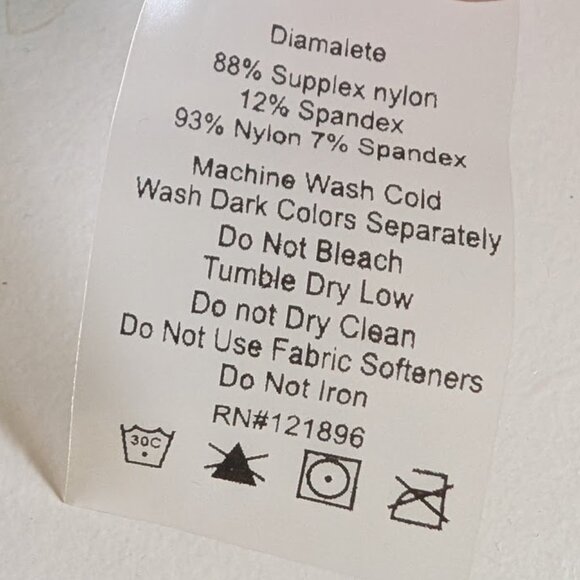 Diamalete
88% Supplex nylon
12% Spandex
93% Nylon 7% Spandex
Machine Wash Cold
Wash Dark Colors Separately
Do Not Bleach
Tumble Dry Low
Do not Dry Clean
Do Not Use Fabric Softeners
Do Not Iron
RN#121896
30C